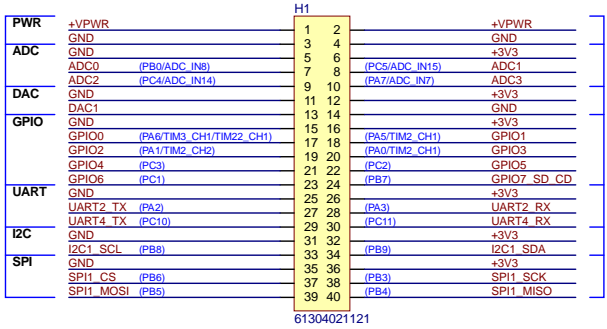 H1
PWR +VPWR 1 2 +VPWR
GND 3 4 GND
ADC GND 5 6 +3V3
ADC0 (PB0/ADC_IN8) 7 8 (PC5/ADC_IN15) ADC1
ADC2 (PC4/ADC_IN14) 9 10 (PA7/ADC_IN7) ADC3
DAC GND 11 12 +3V3
DAC1 13 14 GND
GPIO GND 15 16 +3V3
GPIO0 (PA6/TIM3_CH1/TIM22_CH1) 17 18 (PA5/TIM2_CH1) GPIO1
GPIO2 (PA1/TIM2_CH2) 19 20 (PA0/TIM2_CH1) GPIO3
GPIO4 (PC3) 21 22 (PC2) GPIO5
GPIO6 (PC1) 23 24 (PB7) GPIO7_SD_CD
UART GND 25 26 +3V3
UART2_TX (PA2) 27 28 (PA3) UART2_RX
UART4_TX (PC10) 29 30 (PC11) UART4_RX
I2C GND 31 32 +3V3
I2C1_SCL (PB8) 33 34 (PB9) I2C1_SDA
SPI GND 35 36 +3V3
SPI1_CS (PB6) 37 38 (PB3) SPI1_SCK
SPI1_MOSI (PB5) 39 40 (PB4) SPI1_MISO
61304021121